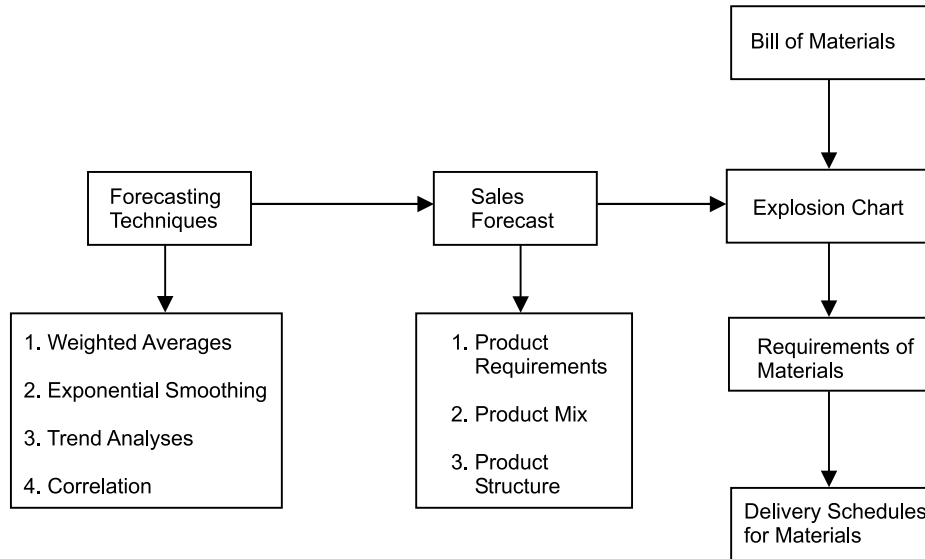 Bill of Materials
Forecasting
Techniques
Sales
Forecast
Explosion Chart
1. Weighted Averages
2. Exponential Smoothing
3. Trend Analyses
4. Correlation
1. Product
Requirements
2. Product Mix
3. Product
Structure
Requirements of
Materials
Delivery Schedules
for Materials